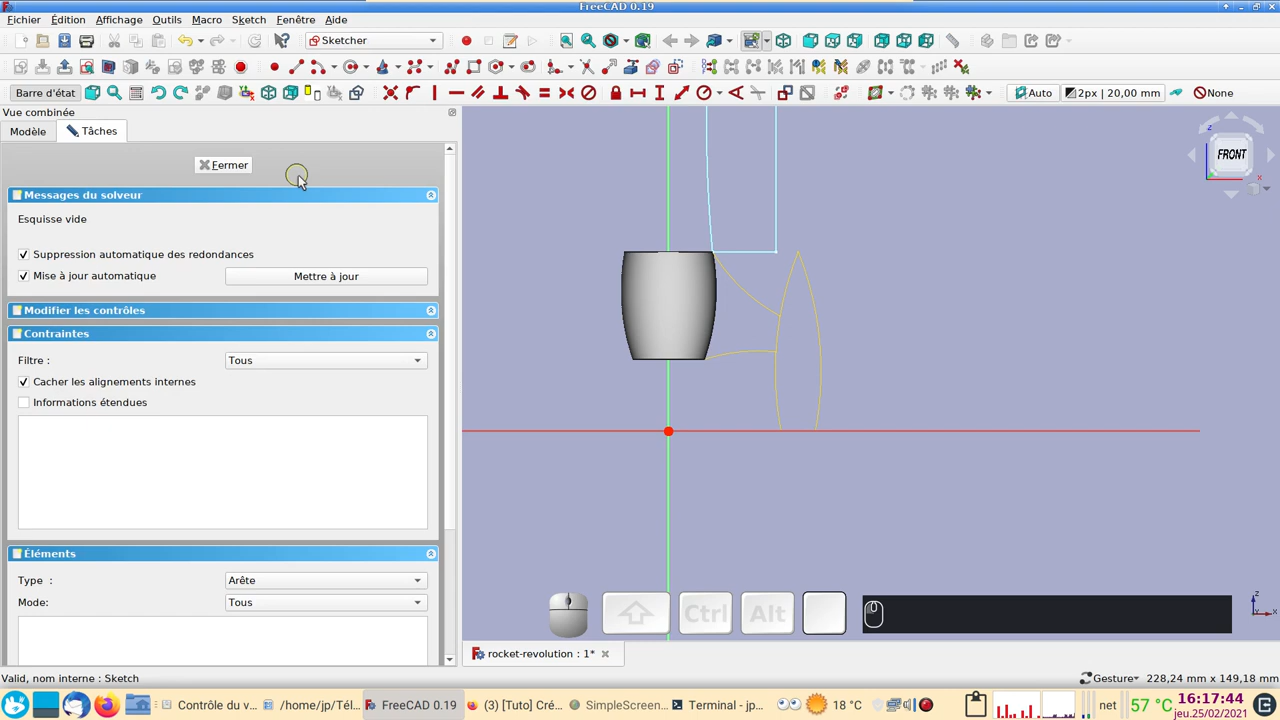 FreeCAD 0.19
Fichier Édition Affichage Outils Macro Sketch Fenêtre Aide
Sketcher
Barre d'état
Auto 2px | 20,00 mm None
Vue combinée
Modèle Tâches
Fermer
Messages du solveur
Esquisse vide
Suppression automatique des redondances
Mise à jour automatique Mettre à jour
Modifier les contrôles
Contraintes
Filtre : Tous
Cacher les alignements internes
Informations étendues
Éléments
Type : Arête
Mode: Tous
FRONT
z
x
Ctrl Alt
z
x
rocket-revolution : 1*
Valid, nom interne : Sketch
Gesture 228,24 mm x 149,18 mm
Contrôle du v... /home/jp/Tél... FreeCAD 0.19 (3) [Tuto] Cré... SimpleScreen... Terminal - jp... 18 °C net 57 °C 16:17:44
jeu.25/02/2021